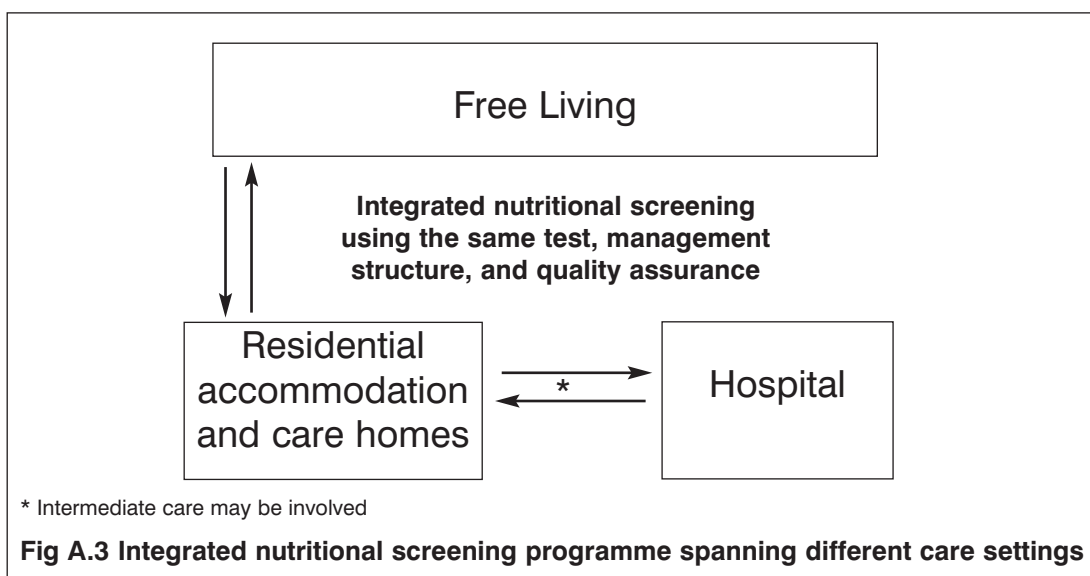 Free Living
Integrated nutritional screening
using the same test, management
structure, and quality assurance
Residential
accommodation
and care homes
*
Hospital
* Intermediate care may be involved
Fig A.3 Integrated nutritional screening programme spanning different care settings